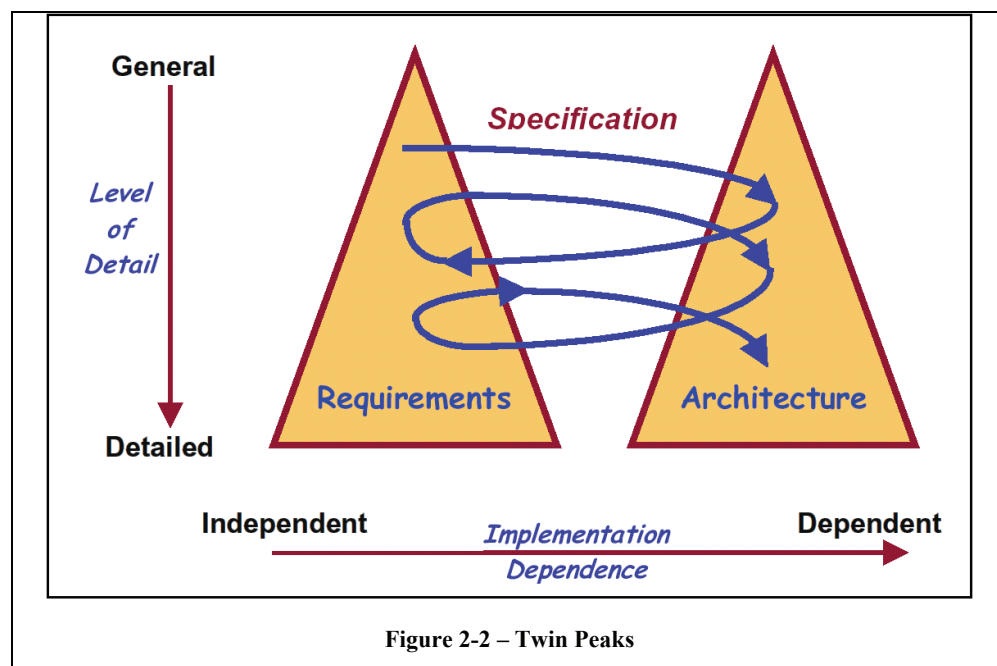 General
Specification
Level
of
Detail
Requirements
Architecture
Detailed
Independent
Dependent
Implementation
Dependence
Figure 2-2 – Twin Peaks